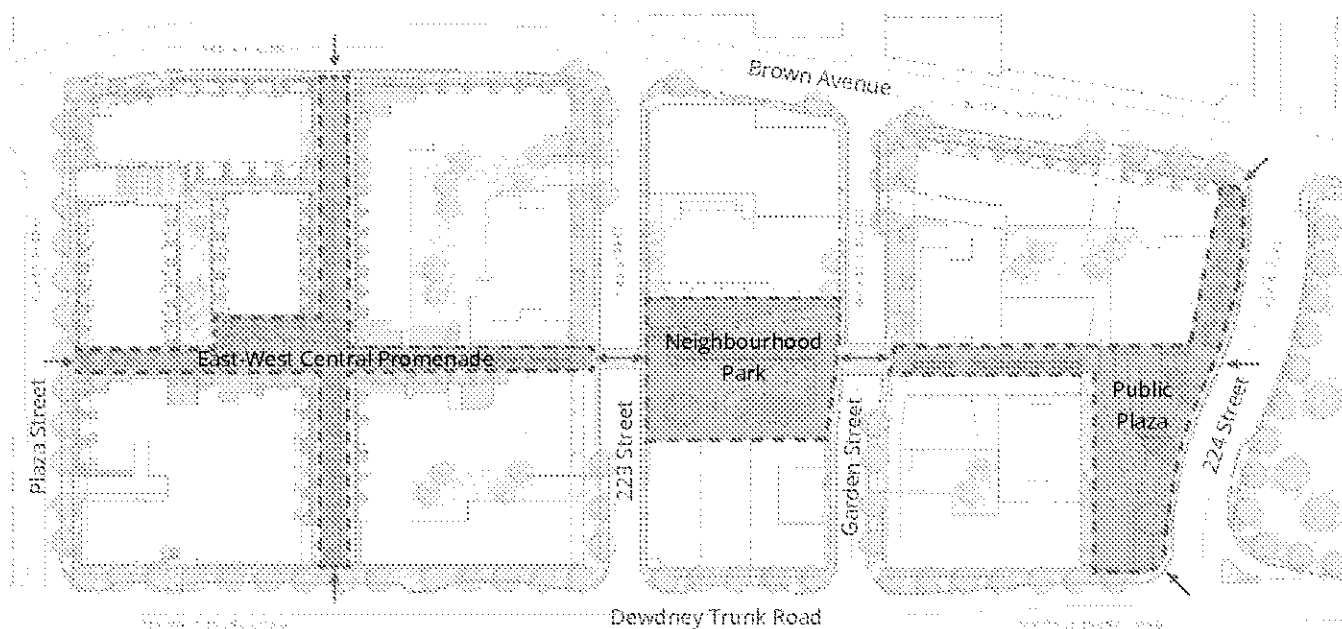 Brown Avenue
East-West Central Promenade
Neighbourhood
Park
Public
Plaza
Plaza Street
223 Street
Garden Street
224 Street
Dewdney Trunk Road